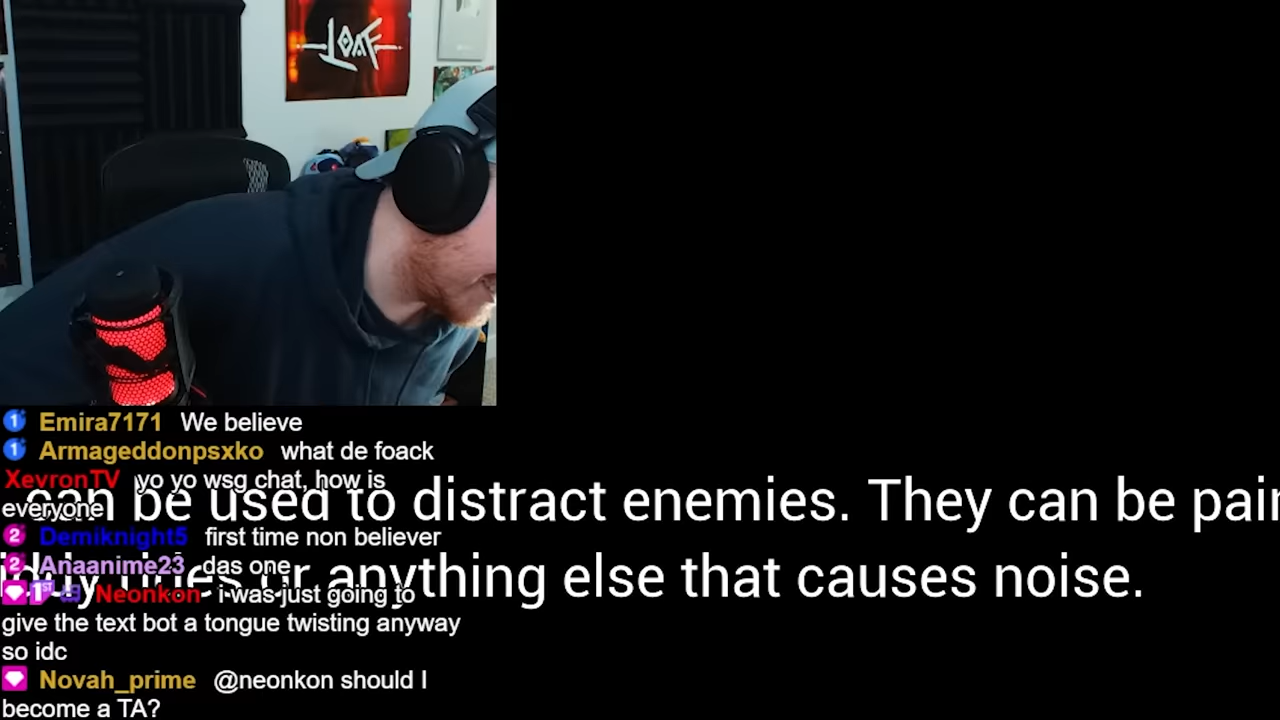 LOAF
Emira7171 We believe
Armageddonpsxko what de foack
XevronTV yo yo wsg chat, how is
everyone
can be used to distract enemies. They can be pain
Demiknight5 first time non believer
Anaanime23 das one
or anything else that causes noise.
Neonkon i was just going to
give the text bot a tongue twisting anyway
so idc
Novah_prime @neonkon should I
become a TA?